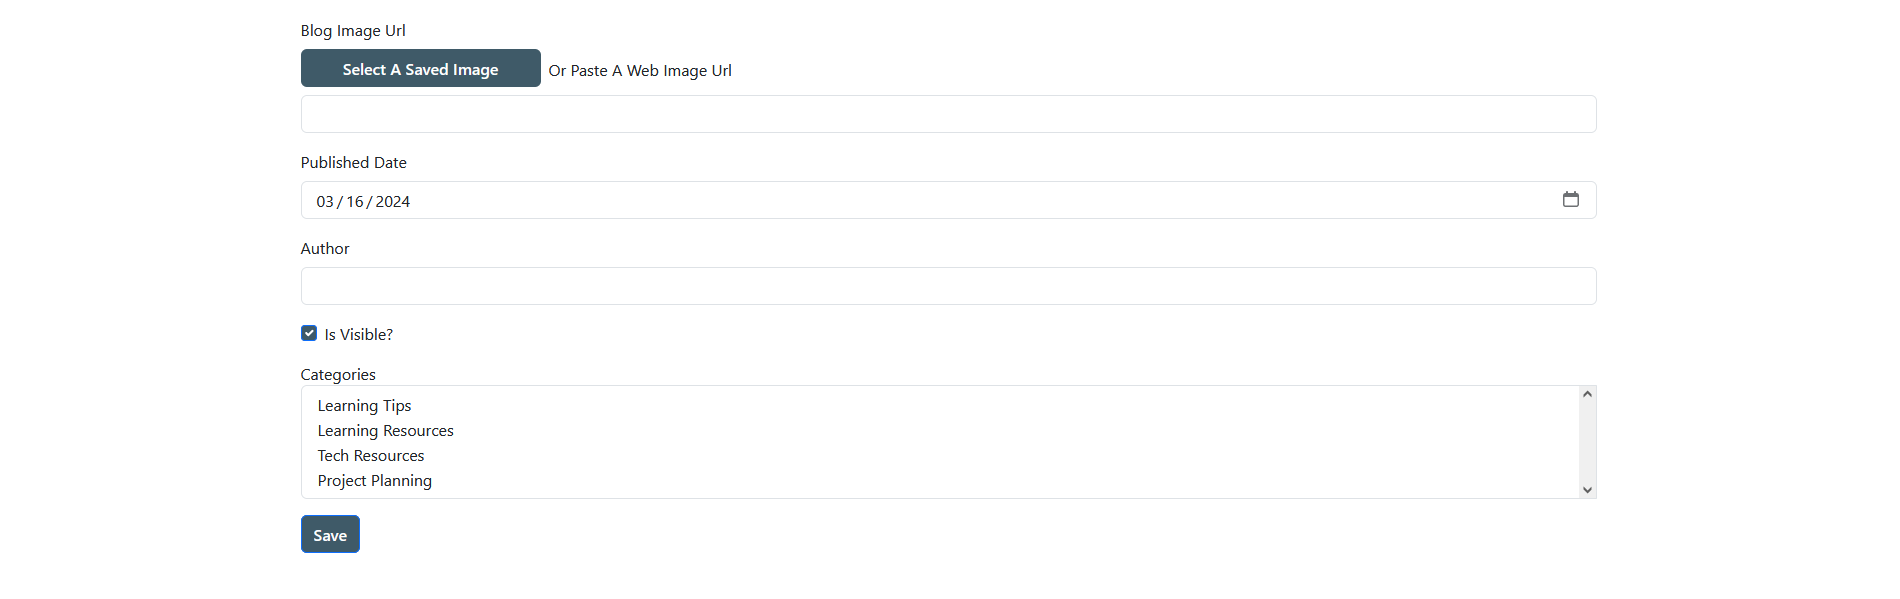 Blog Image Url
Select A Saved Image Or Paste A Web Image Url
Published Date
03/16/2024
Author
Is Visible?
Categories
Learning Tips
Learning Resources
Tech Resources
Project Planning
Save